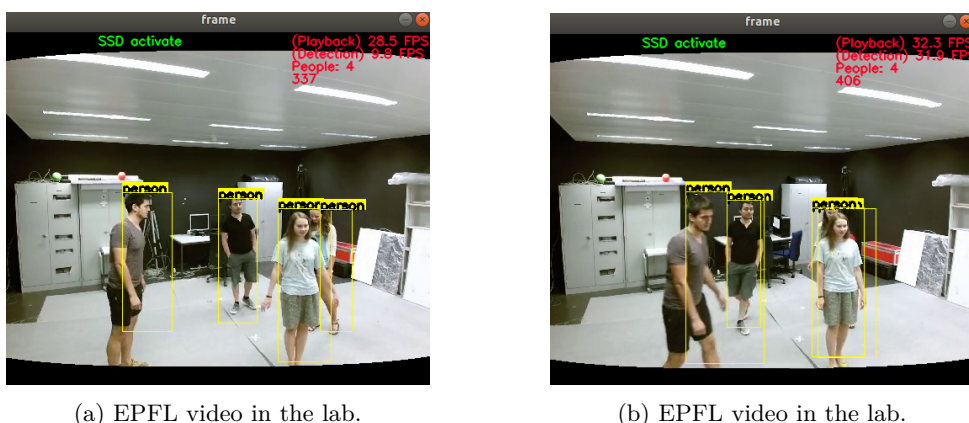 frame
SSD activate
(Playback) 28.5 FPS
(Detection) 9.8 FPS
People: 4
337
person
person
person
person
(a) EPFL video in the lab.
frame
SSD activate
(Playback) 32.3 FPS
(Detection) 31.9 FPS
People: 4
406
person
person
person
(b) EPFL video in the lab.